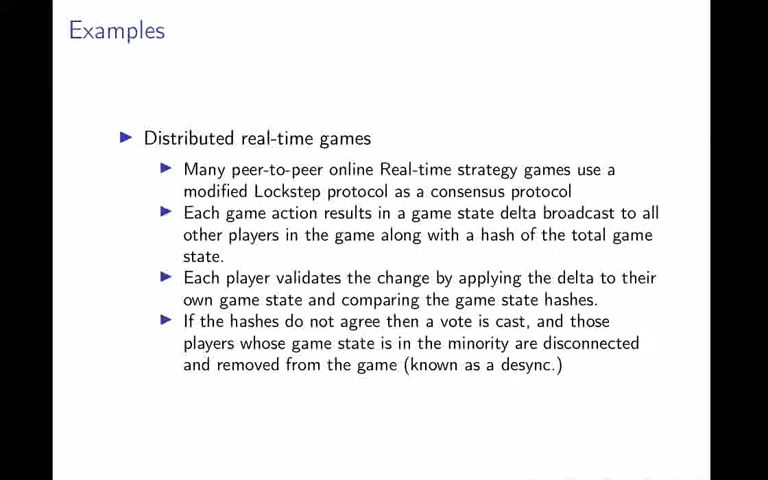 Examples
Distributed real-time games
Many peer-to-peer online Real-time strategy games use a
modified Lockstep protocol as a consensus protocol
Each game action results in a game state delta broadcast to all
other players in the game along with a hash of the total game
state.
Each player validates the change by applying the delta to their
own game state and comparing the game state hashes.
If the hashes do not agree then a vote is cast, and those
players whose game state is in the minority are disconnected
and removed from the game (known as a desync.)